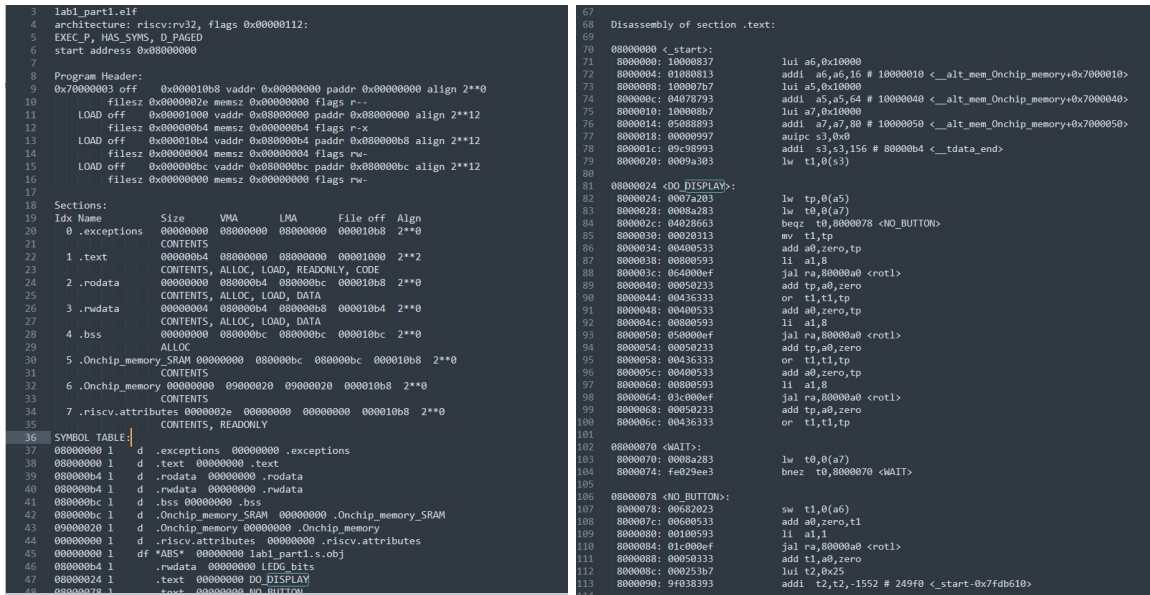 3 lab1_part1.elf
4 architecture: riscv:rv32, flags 0x00000112:
5 EXEC_P, HAS_SYMS, D_PAGED
6 start address 0x08000000
7
8 Program Header:
9 0x70000003 off    0x000010b8 vaddr 0x00000000 paddr 0x00000000 align 2**0
10 filesz 0x0000002e memsz 0x00000000 flags r--
11 LOAD off    0x00001000 vaddr 0x08000000 paddr 0x08000000 align 2**12
12 filesz 0x000000b4 memsz 0x000000b4 flags r-x
13 LOAD off    0x000010b4 vaddr 0x080000b4 paddr 0x080000b8 align 2**12
14 filesz 0x00000004 memsz 0x00000004 flags rw-
15 LOAD off    0x000000bc vaddr 0x080000bc paddr 0x080000bc align 2**12
16 filesz 0x00000000 memsz 0x00000000 flags rw-
17
18 Sections:
19 Idx Name          Size      VMA       LMA       File off  Algn
20 0 .exceptions   00000000  08000000  08000000  000010b8  2**0
21 CONTENTS
22 1 .text         000000b4  08000000  08000000  00001000  2**2
23 CONTENTS, ALLOC, LOAD, READONLY, CODE
24 2 .rodata       00000000  080000b4  080000bc  000010b8  2**0
25 CONTENTS, ALLOC, LOAD, DATA
26 3 .rwdata       00000004  080000b4  080000b8  000010b4  2**0
27 CONTENTS, ALLOC, LOAD, DATA
28 4 .bss          00000000  080000bc  080000bc  000010bc  2**0
29 ALLOC
30 5 .Onchip_memory_SRAM 00000000  080000bc  080000bc  000010b8  2**0
31 CONTENTS
32 6 .Onchip_memory 00000000  09000020  09000020  000010b8  2**0
33 CONTENTS
34 7 .riscv.attributes 0000002e  00000000  00000000  000010b8  2**0
35 CONTENTS, READONLY
36 SYMBOL TABLE:
37 08000000 l    d  .exceptions  00000000 .exceptions
38 08000000 l    d  .text  00000000 .text
39 080000b4 l    d  .rodata  00000000 .rodata
40 080000b4 l    d  .rwdata  00000000 .rwdata
41 080000bc l    d  .bss 00000000 .bss
42 080000bc l    d  .Onchip_memory_SRAM  00000000 .Onchip_memory_SRAM
43 09000020 l    d  .Onchip_memory 00000000 .Onchip_memory
44 00000000 l    d  .riscv.attributes  00000000 .riscv.attributes
45 00000000 l    df *ABS*  00000000 lab1_part1.s.obj
46 080000b4 l       .rwdata  00000000 LEDG_bits
47 08000024 l       .text  00000000 DO_DISPLAY
48 08000078 l       .text  00000000 NO_BUTTON
67
68 Disassembly of section .text:
69
70 08000000 <_start>:
71 8000000: 10000837          lui a6,0x10000
72 8000004: 01080813          addi  a6,a6,16 # 10000010 <__alt_mem_Onchip_memory+0x7000010>
73 8000008: 100007b7          lui a5,0x10000
74 800000c: 04078793          addi  a5,a5,64 # 10000040 <__alt_mem_Onchip_memory+0x7000040>
75 8000010: 100008b7          lui a7,0x10000
76 8000014: 05088893          addi  a7,a7,80 # 10000050 <__alt_mem_Onchip_memory+0x7000050>
77 8000018: 00000997          auipc s3,0x0
78 800001c: 09c98993          addi  s3,s3,156 # 80000b4 <__tdata_end>
79 8000020: 0009a303          lw  t1,0(s3)
80
81 08000024 <DO_DISPLAY>:
82 8000024: 0007a203          lw  tp,0(a5)
83 8000028: 0008a283          lw  t0,0(a7)
84 800002c: 04028663          beqz  t0,8000078 <NO_BUTTON>
85 8000030: 00020313          mv  t1,tp
86 8000034: 00400533          add a0,zero,tp
87 8000038: 00800593          li  a1,8
88 800003c: 064000ef          jal ra,80000a0 <rotl>
89 8000040: 00050233          add tp,a0,zero
90 8000044: 00436333          or  t1,t1,tp
91 8000048: 00400533          add a0,zero,tp
92 800004c: 00800593          li  a1,8
93 8000050: 050000ef          jal ra,80000a0 <rotl>
94 8000054: 00050233          add tp,a0,zero
95 8000058: 00436333          or  t1,t1,tp
96 800005c: 00400533          add a0,zero,tp
97 8000060: 00800593          li  a1,8
98 8000064: 03c000ef          jal ra,80000a0 <rotl>
99 8000068: 00050233          add tp,a0,zero
100 800006c: 00436333          or  t1,t1,tp
101
102 08000070 <WAIT>:
103 8000070: 0008a283          lw  t0,0(a7)
104 8000074: fe029ee3          bnez  t0,8000070 <WAIT>
105
106 08000078 <NO_BUTTON>:
107 8000078: 00682023          sw  t1,0(a6)
108 800007c: 00600533          add a0,zero,t1
109 8000080: 00100593          li  a1,1
110 8000084: 01c000ef          jal ra,80000a0 <rotl>
111 8000088: 00050333          add t1,a0,zero
112 800008c: 000253b7          lui t2,0x25
113 8000090: 9f038393          addi  t2,t2,-1552 # 249f0 <_start-0x7fdb610>